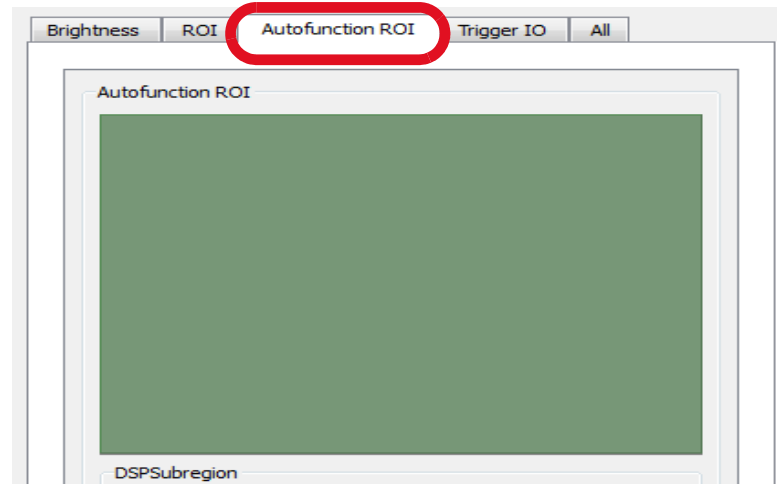 Brightness ROI Autofunction ROI Trigger IO All
Autofunction ROI
DSPSubregion